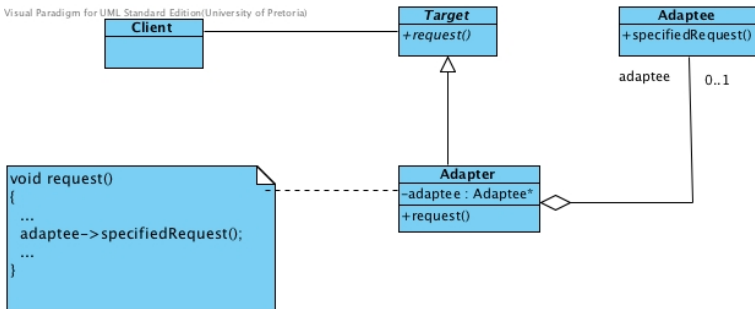 Visual Paradigm for UML Standard Edition(University of Pretoria)
Client
Target
+request()
Adaptee
+specifiedRequest()
adaptee
0..1
Adapter
-adaptee : Adaptee*
+request()
void request()
{
...
adaptee->specifiedRequest();
...
}